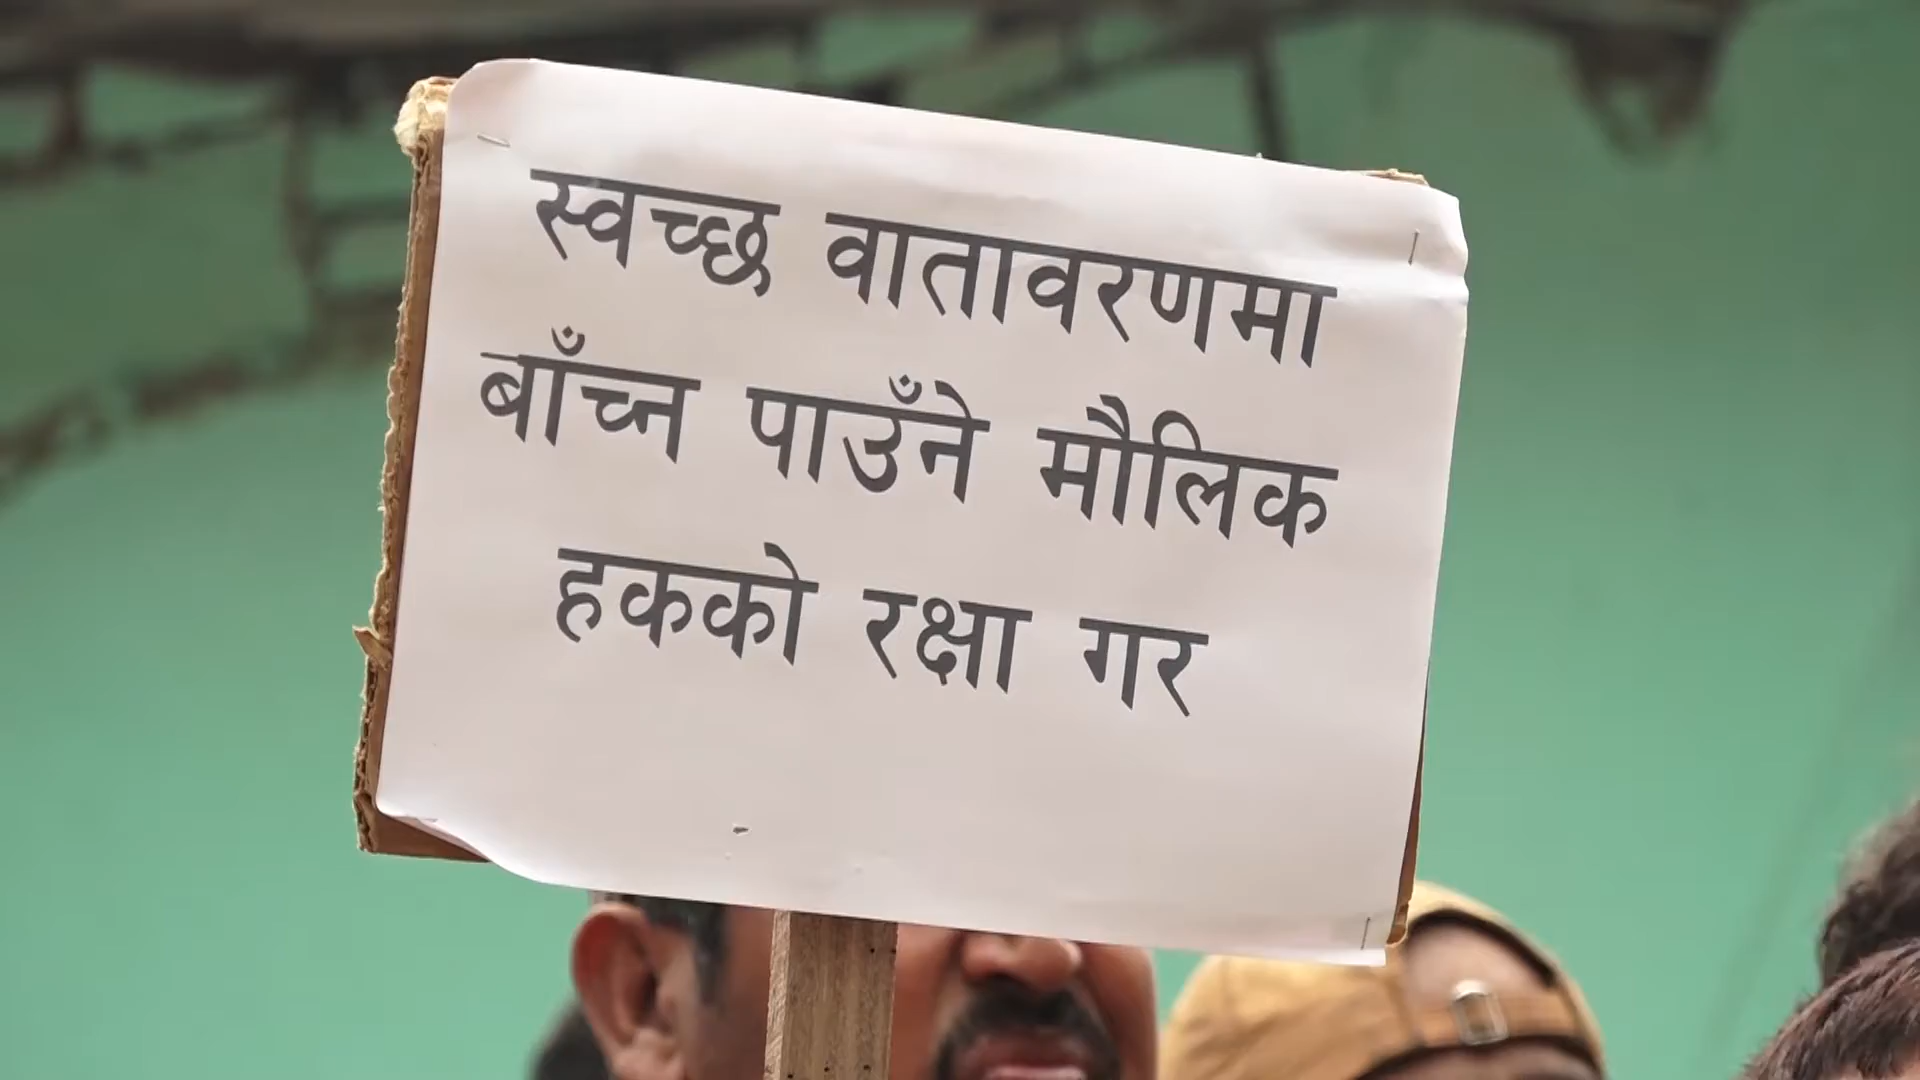 स्वच्छ वातावरणमा
बाँच्न पाउँने मौलिक
हकको रक्षा गर